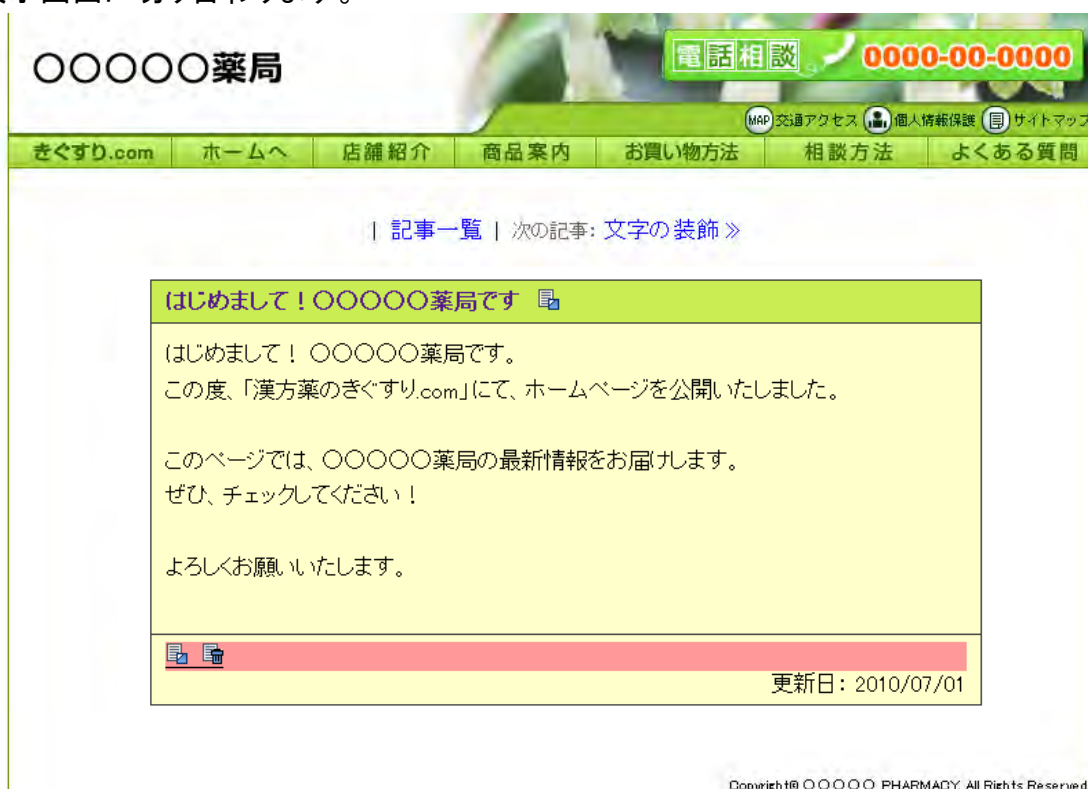 〇〇〇〇〇薬局
電話相談 0000-00-0000
MAP 交通アクセス 個人情報保護 サイトマップ
きぐすり.com ホームへ 店舗紹介 商品案内 お買い物方法 相談方法 よくある質問
| 記事一覧 | 次の記事: 文字の装飾 ≫
はじめまして!〇〇〇〇〇薬局です
はじめまして! 〇〇〇〇〇薬局です。
この度、「漢方薬のきぐすり.com」にて、ホームページを公開いたしました。
このページでは、〇〇〇〇〇薬局の最新情報をお届けします。
ぜひ、チェックしてください!
よろしくお願いいたします。
更新日: 2010/07/01
Copyright© 〇〇〇〇〇 PHARMACY All Rights Reserved